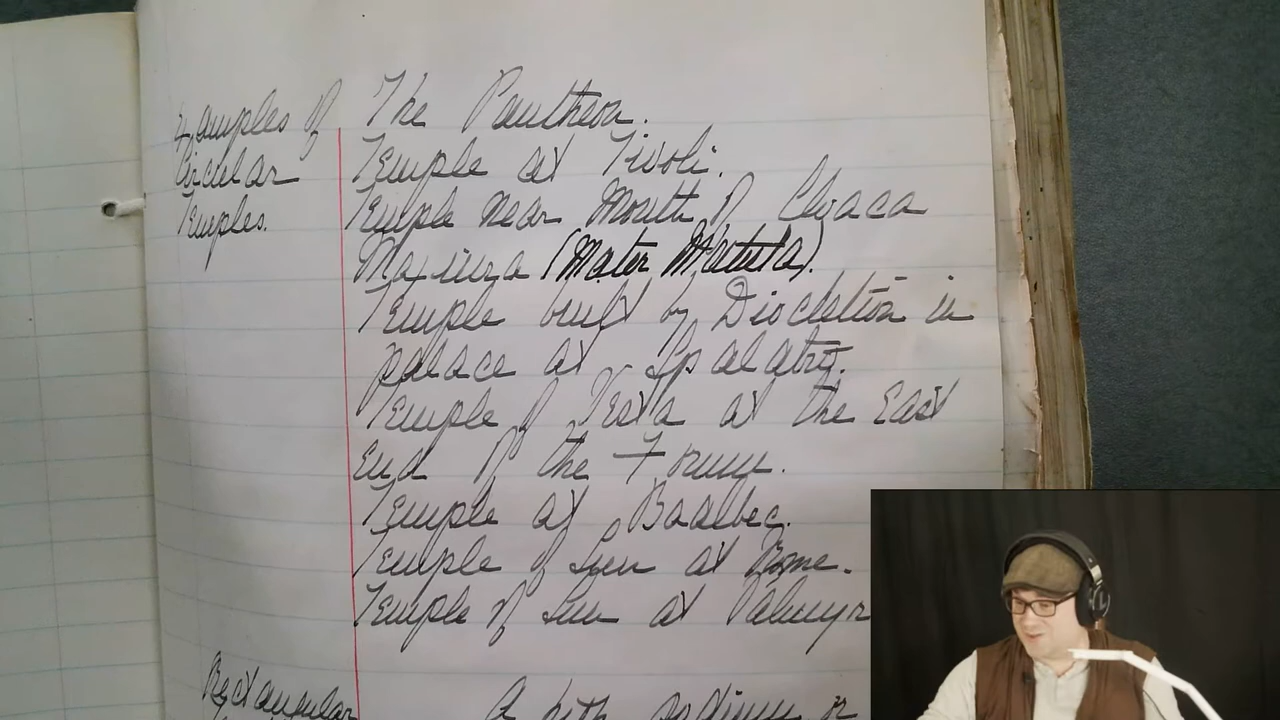 Examples of
Circular
Temples.
The Pantheon.
Temple at Tivoli.
Temple near Mouth of Cloaca
Maxima (Mater Matuta).
Temple built by Diocletian in
palace at Spalatro.
Temple of Vesta at the East
End of the Forum.
Temple at Baalbec.
Temple of Sun at Rome.
Temple of Sun at Palmyr
Rectangular